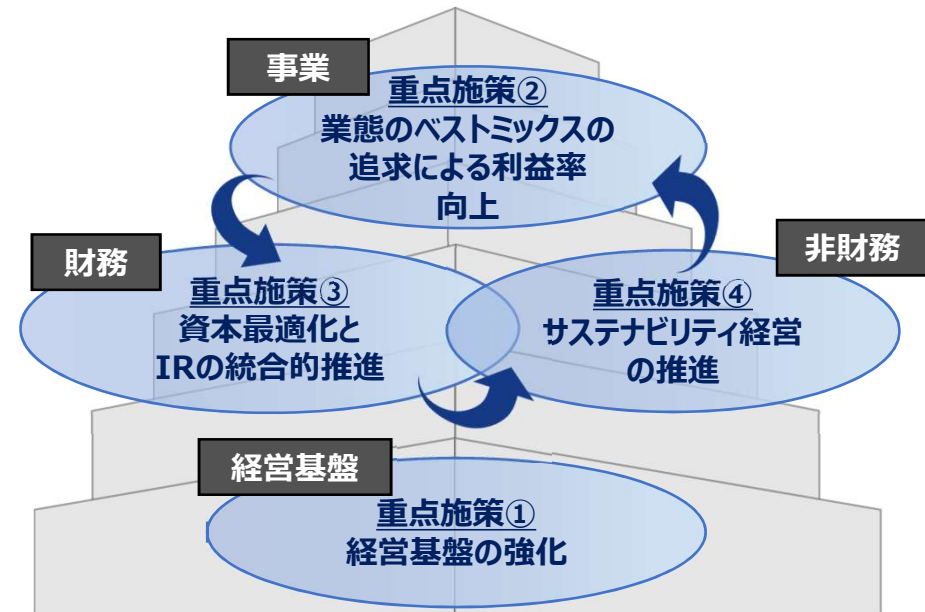 事業
重点施策②
業態のベストミックスの
追求による利益率
向上
財務
重点施策③
資本最適化と
IRの統合的推進
非財務
重点施策④
サステナビリティ経営
の推進
経営基盤
重点施策①
経営基盤の強化